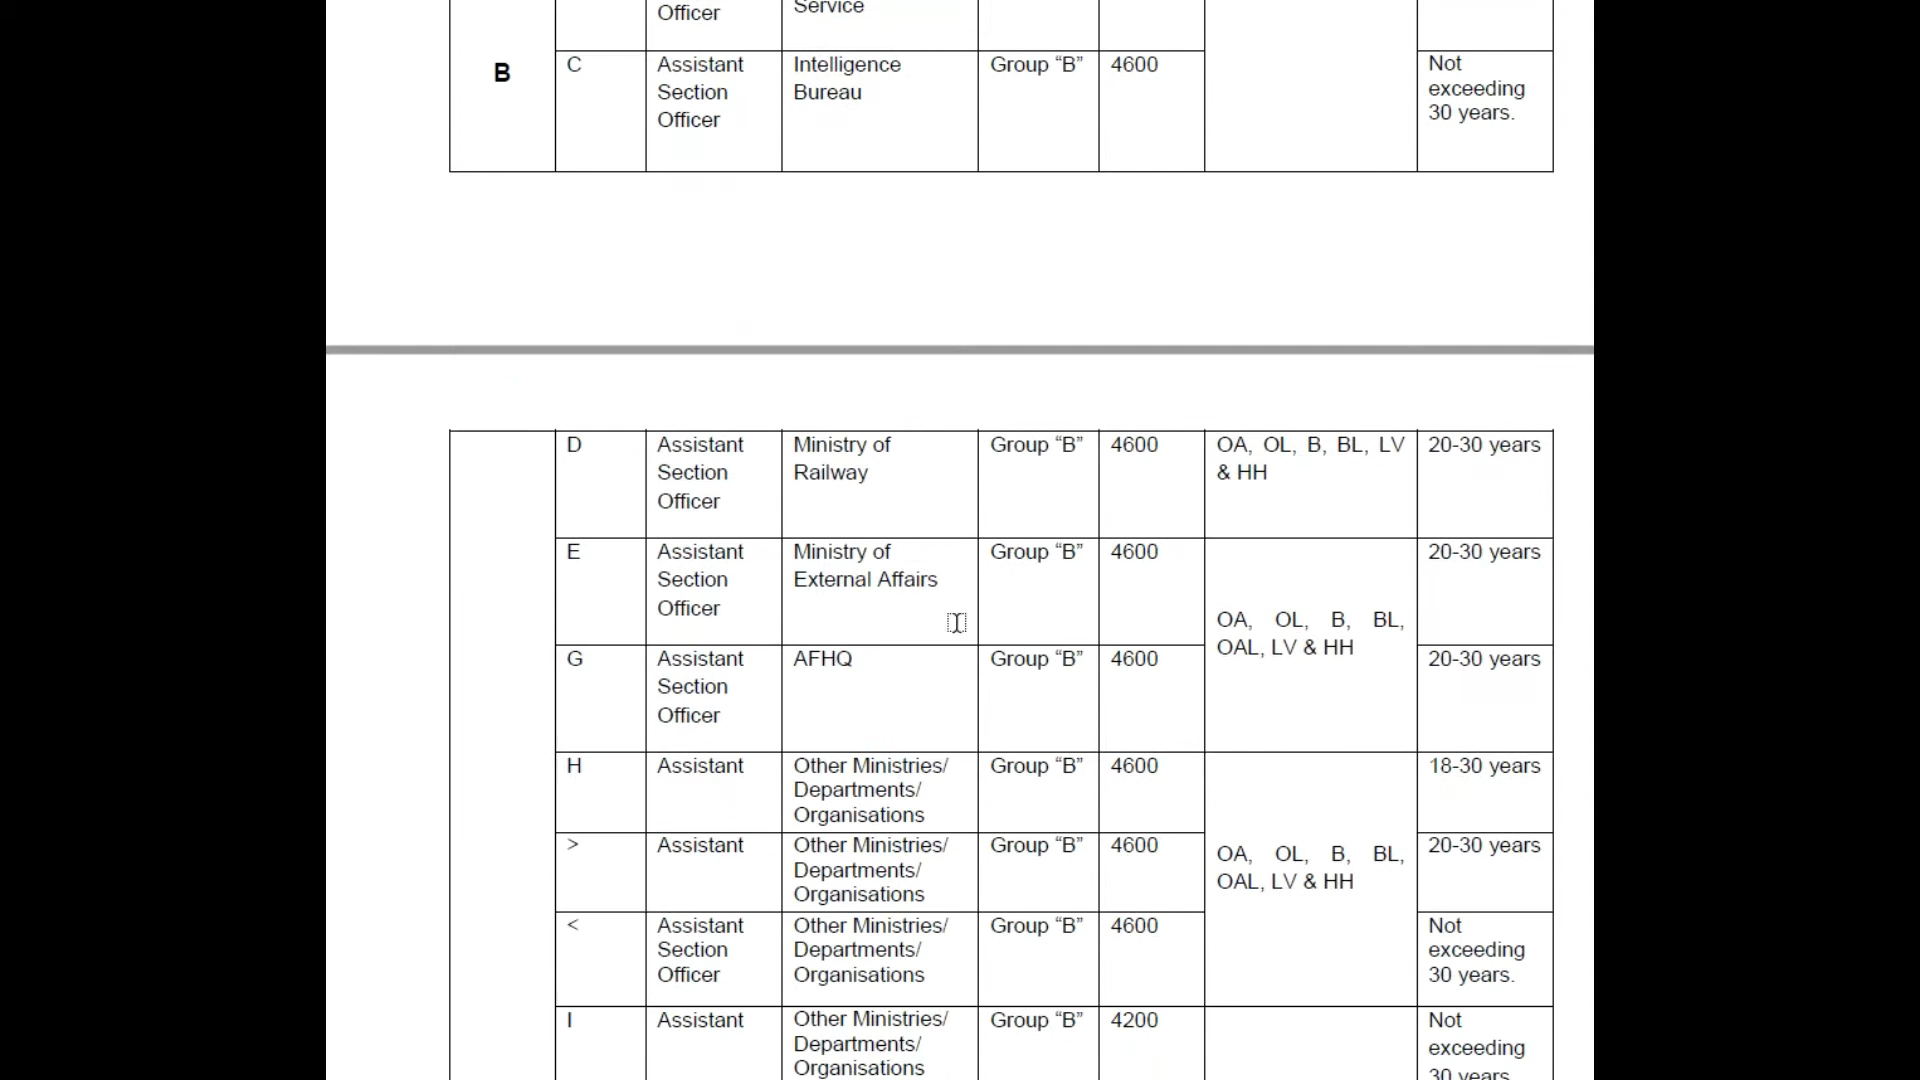 Officer
Service
B
C
Assistant
Section
Officer
Intelligence
Bureau
Group “B”
4600
Not
exceeding
30 years.
D
Assistant
Section
Officer
Ministry of
Railway
Group “B”
4600
OA, OL, B, BL, LV
& HH
20-30 years
E
Assistant
Section
Officer
Ministry of
External Affairs
Group “B”
4600
OA, OL, B, BL,
OAL, LV & HH
20-30 years
G
Assistant
Section
Officer
AFHQ
Group “B”
4600
20-30 years
H
Assistant
Other Ministries/
Departments/
Organisations
Group “B”
4600
OA, OL, B, BL,
OAL, LV & HH
18-30 years
>
Assistant
Other Ministries/
Departments/
Organisations
Group “B”
4600
20-30 years
<
Assistant
Section
Officer
Other Ministries/
Departments/
Organisations
Group “B”
4600
Not
exceeding
30 years.
I
Assistant
Other Ministries/
Departments/
Organisations
Group “B”
4200
Not
exceeding
30 years